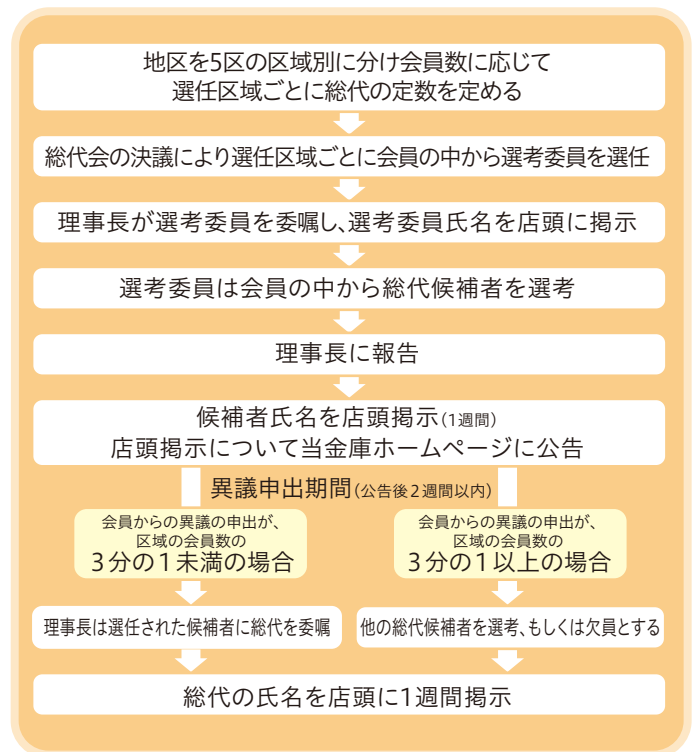 地区を5区の区域別に分け会員数に応じて
選任区域ごとに総代の定数を定める
総代会の決議により選任区域ごとに会員の中から選考委員を選任
理事長が選考委員を委嘱し、選考委員氏名を店頭に掲示
選考委員は会員の中から総代候補者を選考
理事長に報告
候補者氏名を店頭掲示(1週間)
店頭掲示について当金庫ホームページに公告
異議申出期間(公告後2週間以内)
会員からの異議の申出が、
区域の会員数の
3分の1未満の場合
会員からの異議の申出が、
区域の会員数の
3分の1以上の場合
理事長は選任された候補者に総代を委嘱
他の総代候補者を選考、もしくは欠員とする
総代の氏名を店頭に1週間掲示